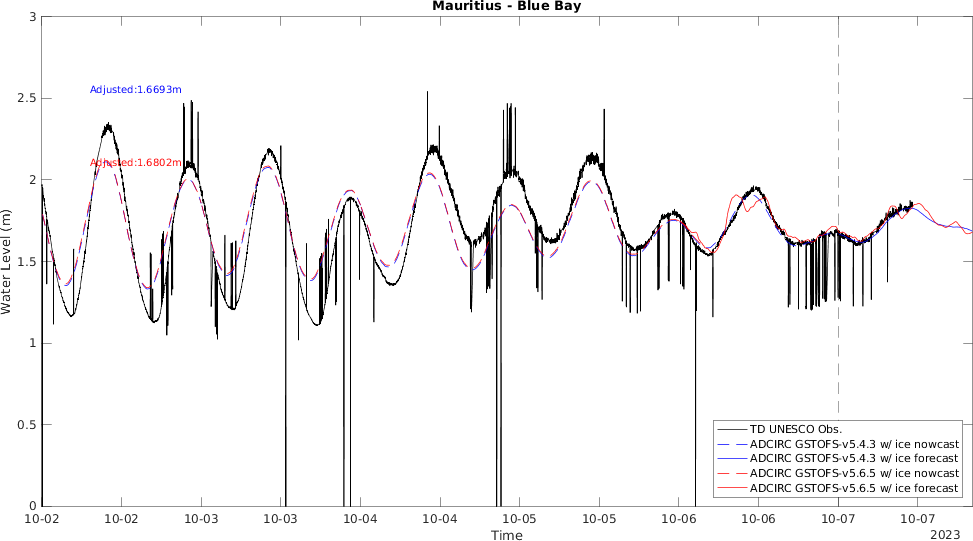 Mauritius - Blue Bay
Water Level (m)
3
2.5
2
1.5
1
0.5
0
Adjusted:1.6693m
Adjusted:1.6802m
TD UNESCO Obs.
ADCIRC GSTOFS-v5.4.3 w/ ice nowcast
ADCIRC GSTOFS-v5.4.3 w/ ice forecast
ADCIRC GSTOFS-v5.6.5 w/ ice nowcast
ADCIRC GSTOFS-v5.6.5 w/ ice forecast
10-02 10-02 10-03 10-03 10-04 10-04 10-05 10-05 10-06 10-06 10-07 10-07
Time
2023